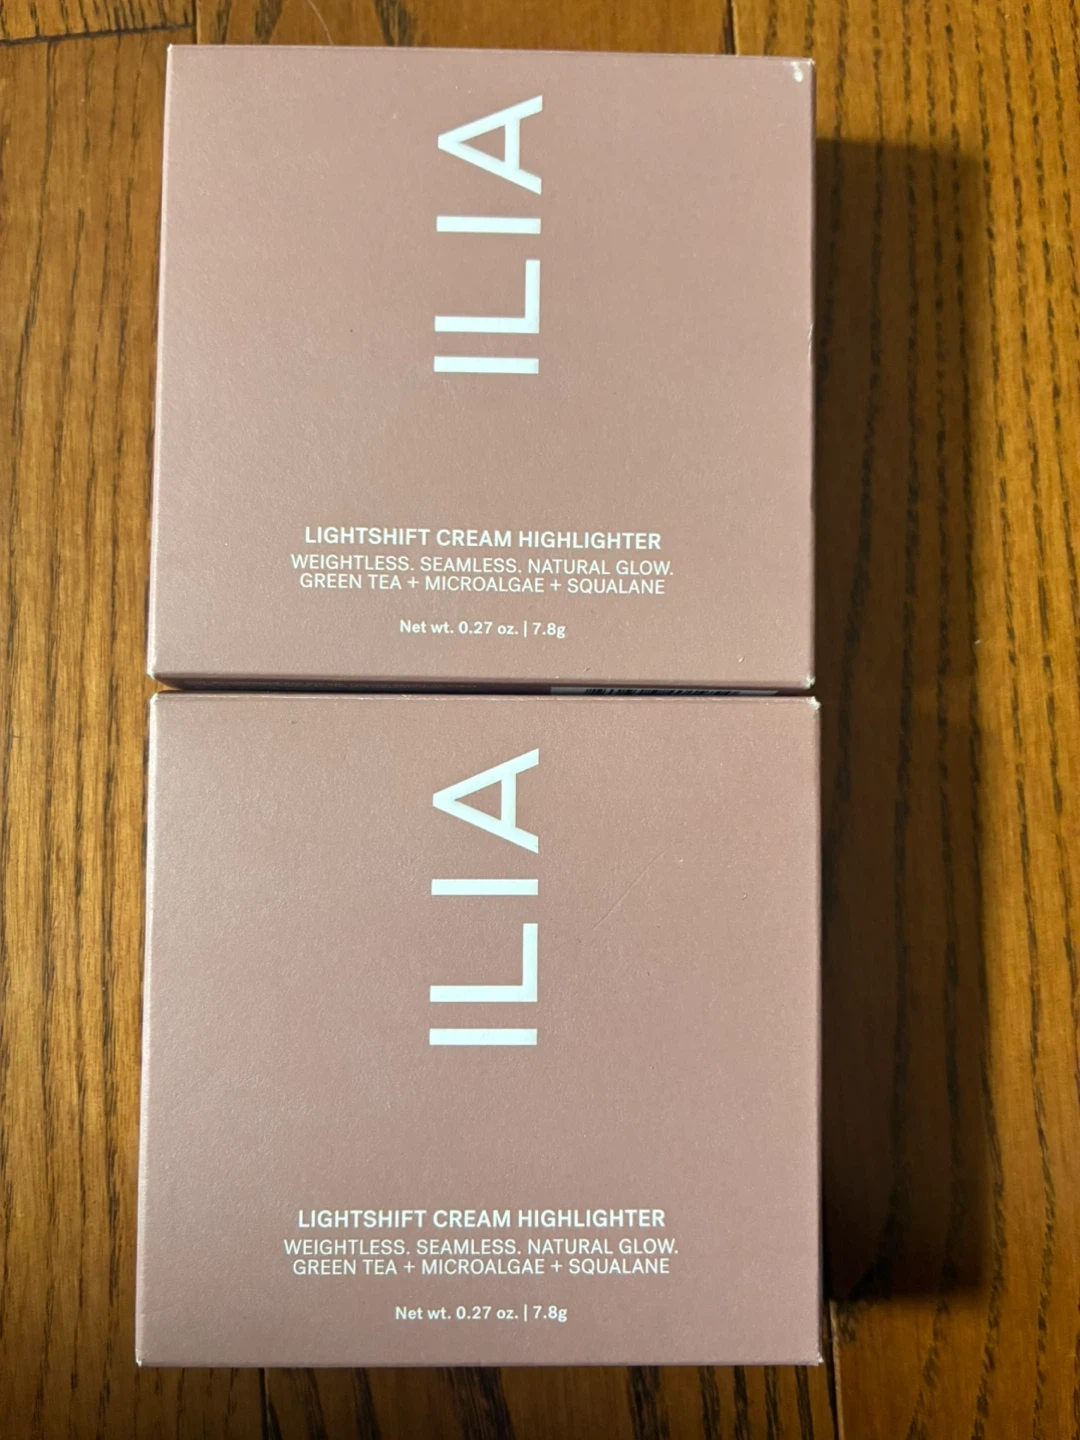 ILIA
LIGHTSHIFT CREAM HIGHLIGHTER
WEIGHTLESS. SEAMLESS. NATURAL GLOW.
GREEN TEA + MICROALGAE + SQUALANE
Net wt. 0.27 oz. | 7.8g
ILIA
LIGHTSHIFT CREAM HIGHLIGHTER
WEIGHTLESS. SEAMLESS. NATURAL GLOW.
GREEN TEA + MICROALGAE + SQUALANE
Net wt. 0.27 oz. | 7.8g